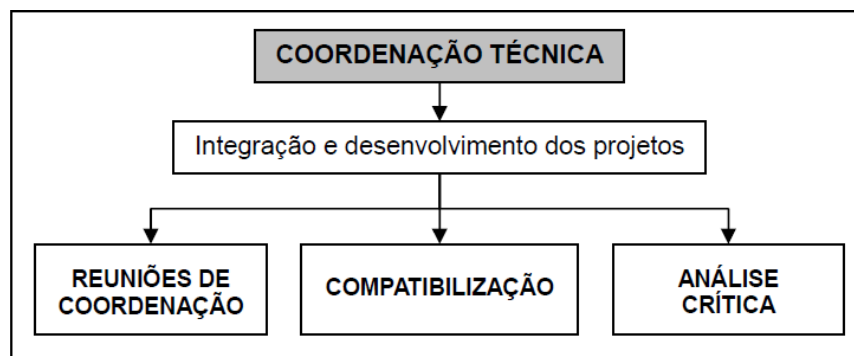 COORDENAÇÃO TÉCNICA
Integração e desenvolvimento dos projetos
REUNIÕES DE
COORDENAÇÃO
COMPATIBILIZAÇÃO
ANÁLISE
CRÍTICA